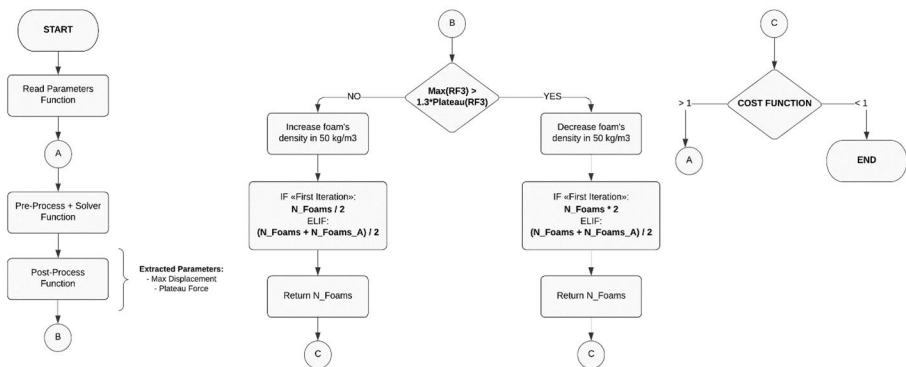 START
Read Parameters
Function
A
Pre-Process + Solver
Function
Post-Process
Function
Extracted Parameters:
- Max Displacement
- Plateau Force
B
B
Max(RF3) >
1.3*Plateau(RF3)
NO
YES
Increase foam's
density in 50 kg/m3
IF «First Iteration»:
N_Foams / 2
ELIF:
(N_Foams + N_Foams_A) / 2
Return N_Foams
C
Decrease foam's
density in 50 kg/m3
IF «First Iteration»:
N_Foams * 2
ELIF:
(N_Foams + N_Foams_A) / 2
Return N_Foams
C
C
COST FUNCTION
> 1
< 1
A
END